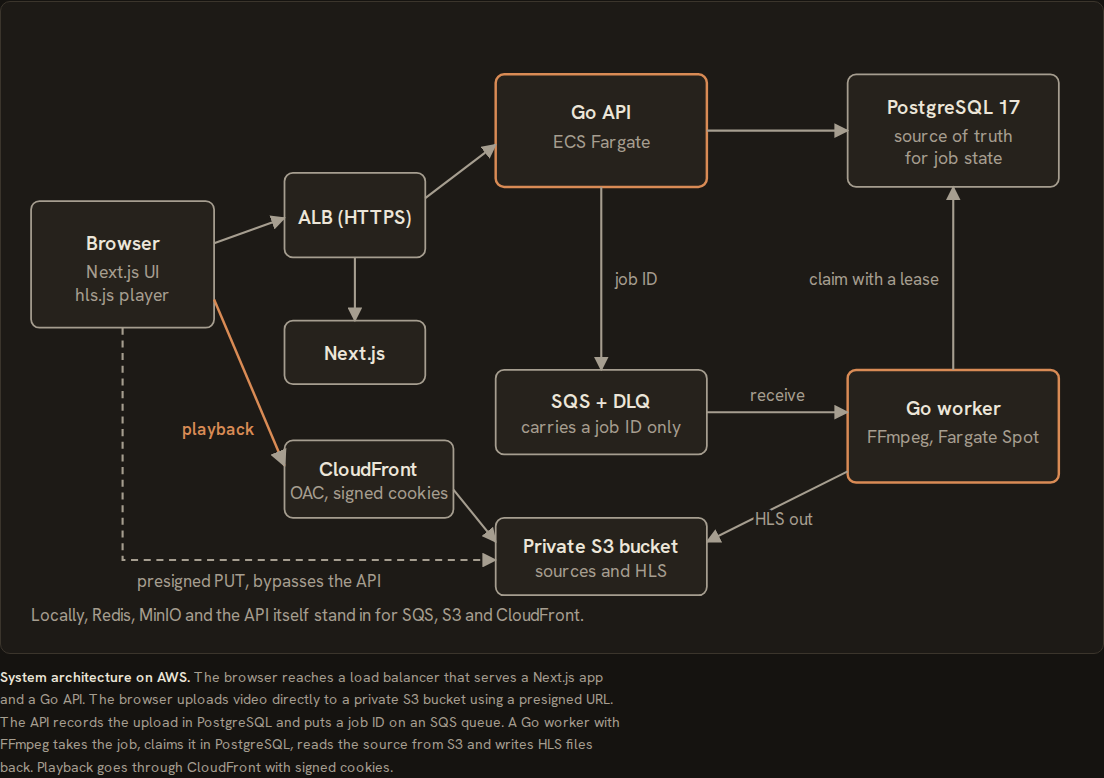 Go API
ECS Fargate
PostgreSQL 17
source of truth
for job state
ALB (HTTPS)
Browser
Next.js UI
hls.js player
job ID
claim with a lease
Next.js
SQS + DLQ
carries a job ID only
receive
Go worker
FFmpeg, Fargate Spot
playback
CloudFront
OAC, signed cookies
HLS out
Private S3 bucket
sources and HLS
presigned PUT, bypasses the API
Locally, Redis, MinIO and the API itself stand in for SQS, S3 and CloudFront.
System architecture on AWS. The browser reaches a load balancer that serves a Next.js app
and a Go API. The browser uploads video directly to a private S3 bucket using a presigned URL.
The API records the upload in PostgreSQL and puts a job ID on an SQS queue. A Go worker with
FFmpeg takes the job, claims it in PostgreSQL, reads the source from S3 and writes HLS files
back. Playback goes through CloudFront with signed cookies.